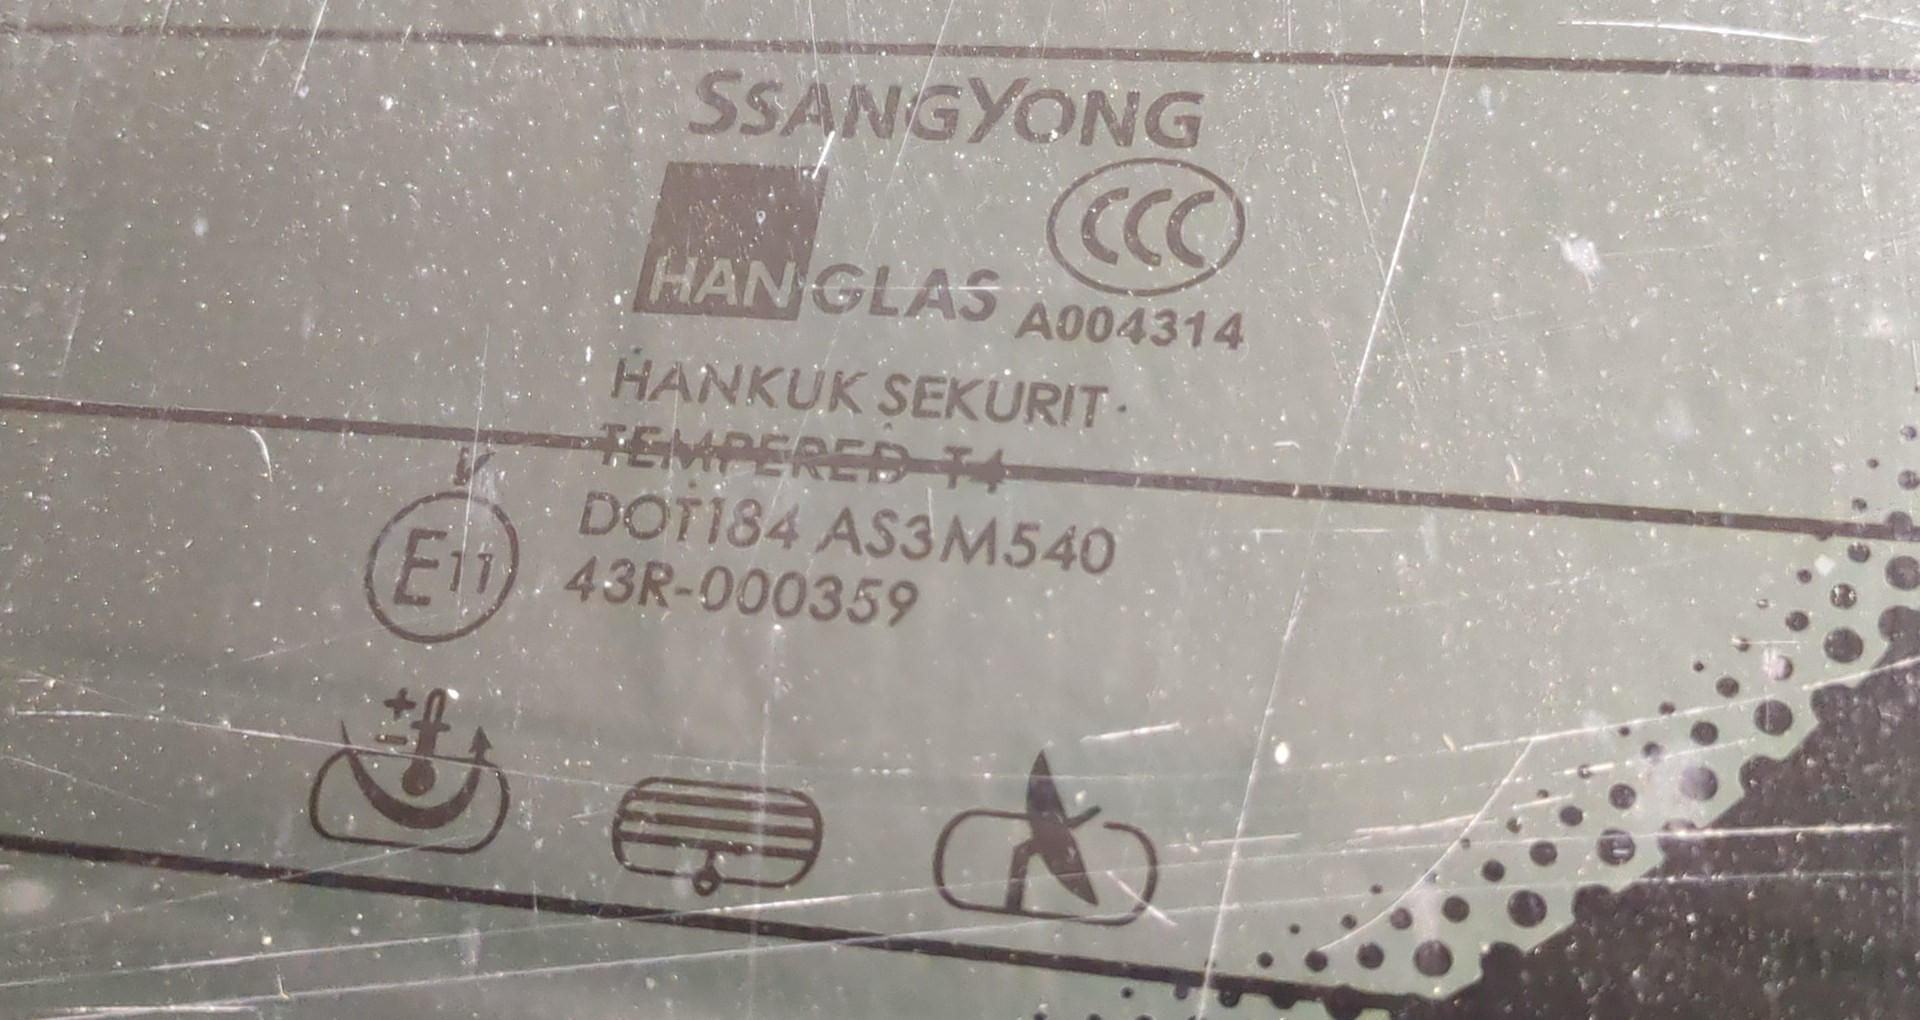 SSANGYONG
CCC
HANGLAS
A004314
HANKUK SEKURIT
TEMPERED T4
V
DOT184 AS3M540
E11
43R-000359
+
-